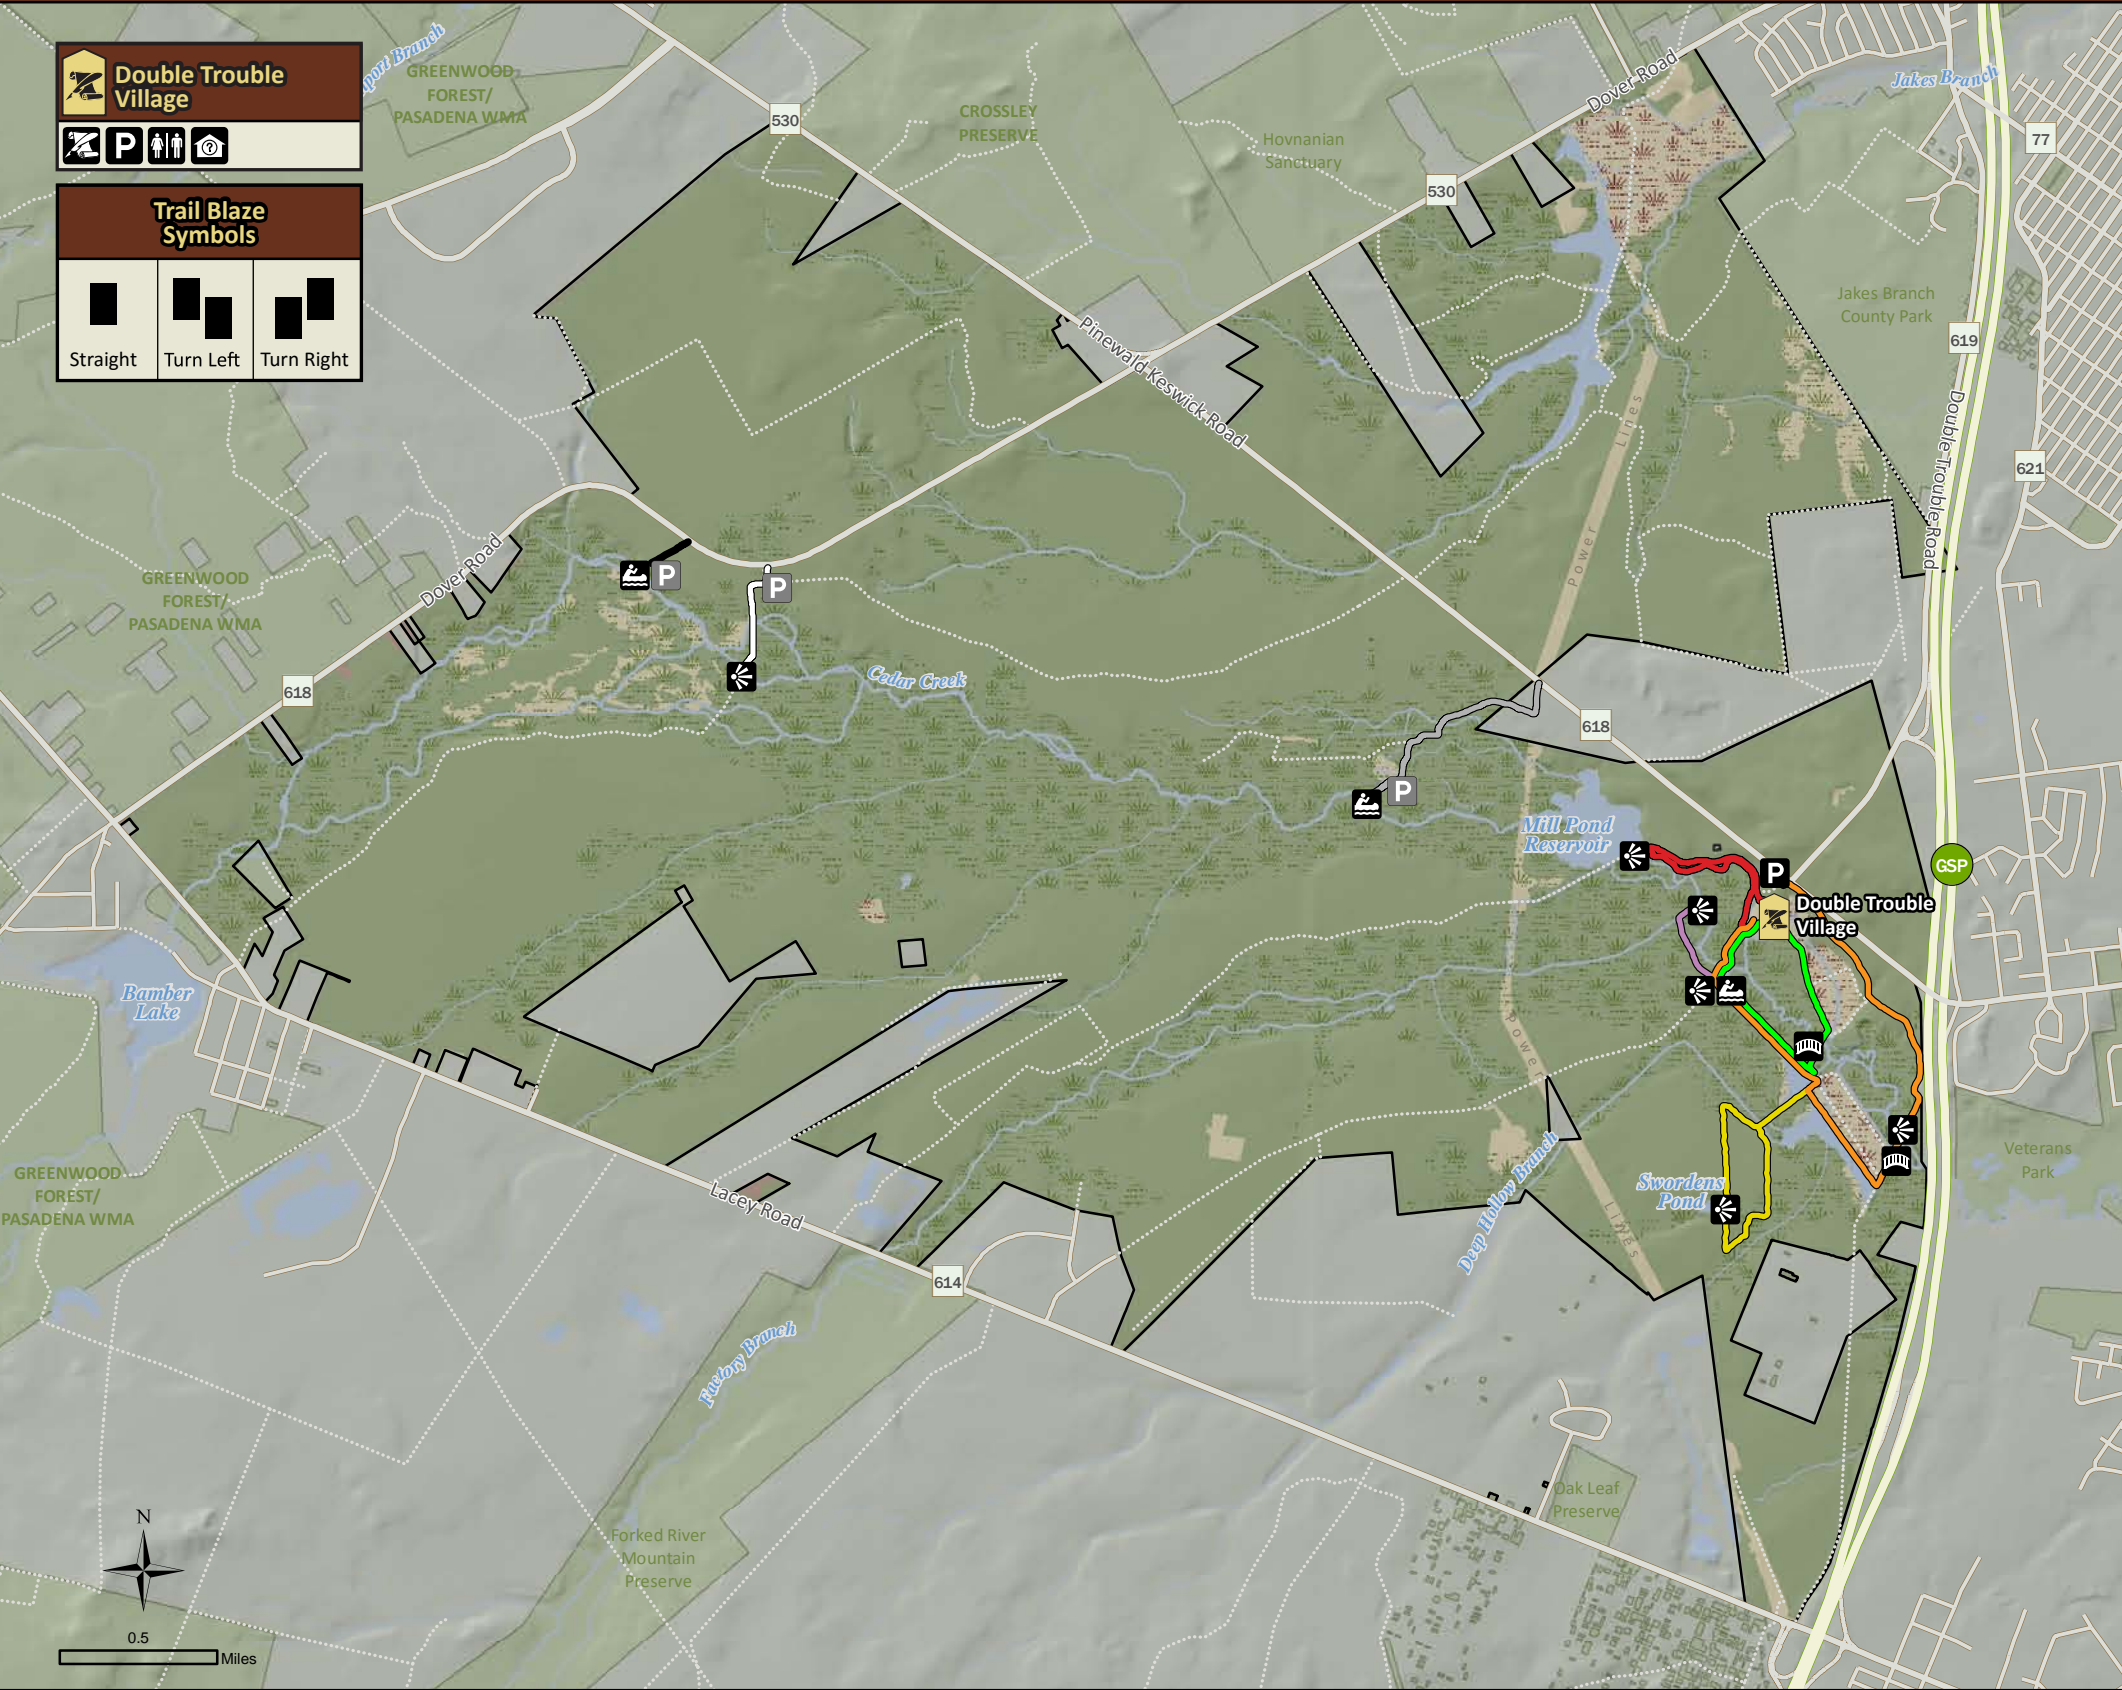 Double Trouble
Village
P
Trail Blaze
Symbols
Straight
Turn Left
Turn Right
port Branch
GREENWOOD
FOREST/
PASADENA WMA
530
CROSSLEY
PRESERVE
Hovnanian
Sanctuary
530
Dover Road
Jakes Branch
77
Jakes Branch
County Park
619
Double Trouble Road
621
Pinewald Keswick Road
Power Lines
GREENWOOD
FOREST/
PASADENA WMA
Dover Road
P
P
618
Cedar Creek
618
P
Mill Pond
Reservoir
P
GSP
Double Trouble
Village
Bamber
Lake
Power Lines
Veterans
Park
Swordens
Pond
Deep Hollow Branch
GREENWOOD
FOREST/
PASADENA WMA
Lacey Road
614
Factory Branch
Oak Leaf
Preserve
Forked River
Mountain
Preserve
N
0.5
Miles